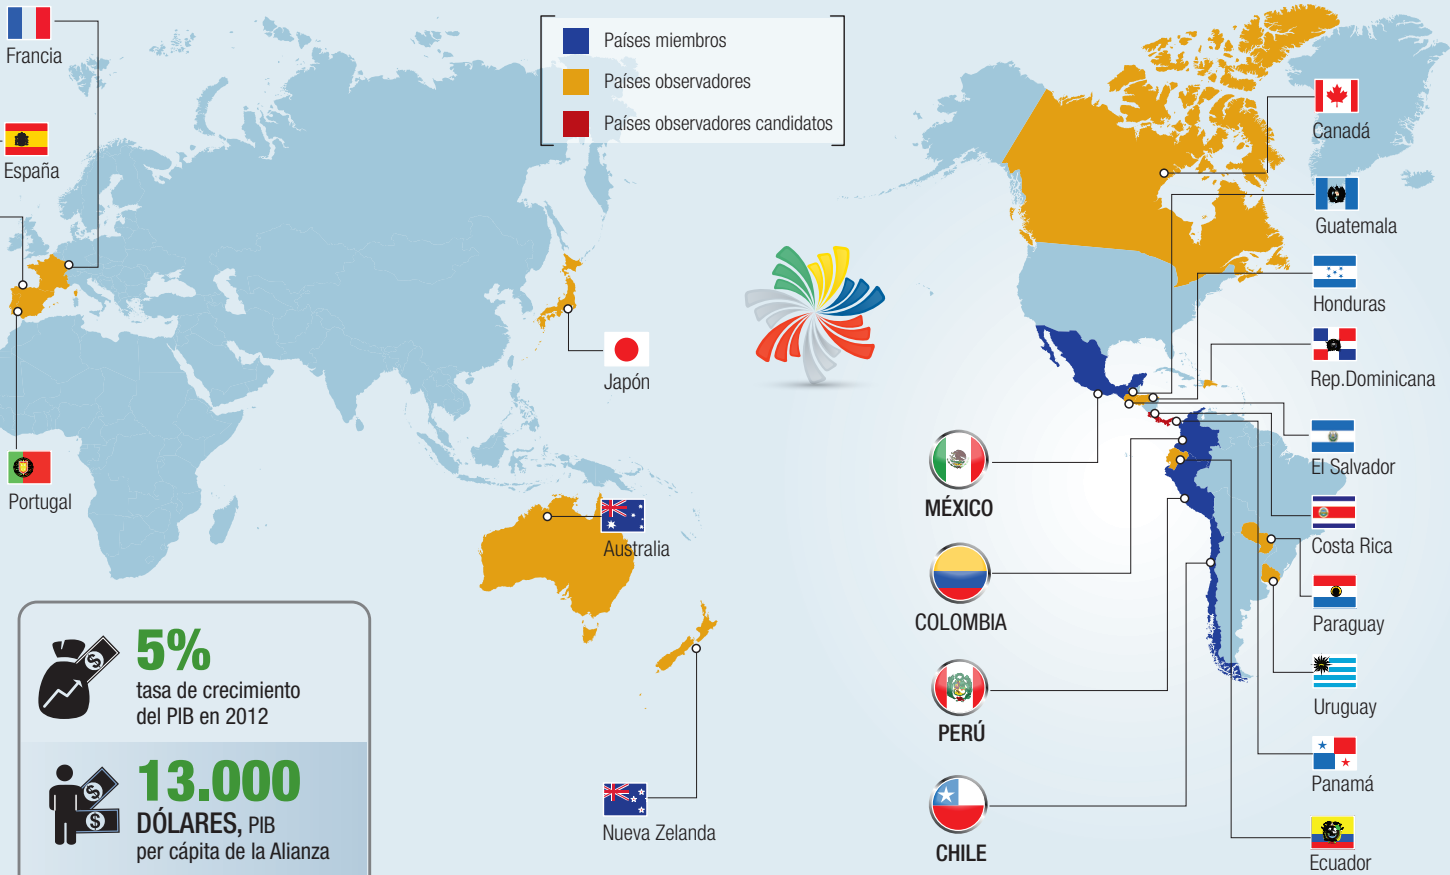 Francia
España
Portugal
Países miembros
Países observadores
Países observadores candidatos
Japón
Australia
Nueva Zelanda
5%
tasa de crecimiento
del PIB en 2012
13.000
DÓLARES, PIB
per cápita de la Alianza
MÉXICO
COLOMBIA
PERÚ
CHILE
Canadá
Guatemala
Honduras
Rep.Dominicana
El Salvador
Costa Rica
Paraguay
Uruguay
Panamá
Ecuador